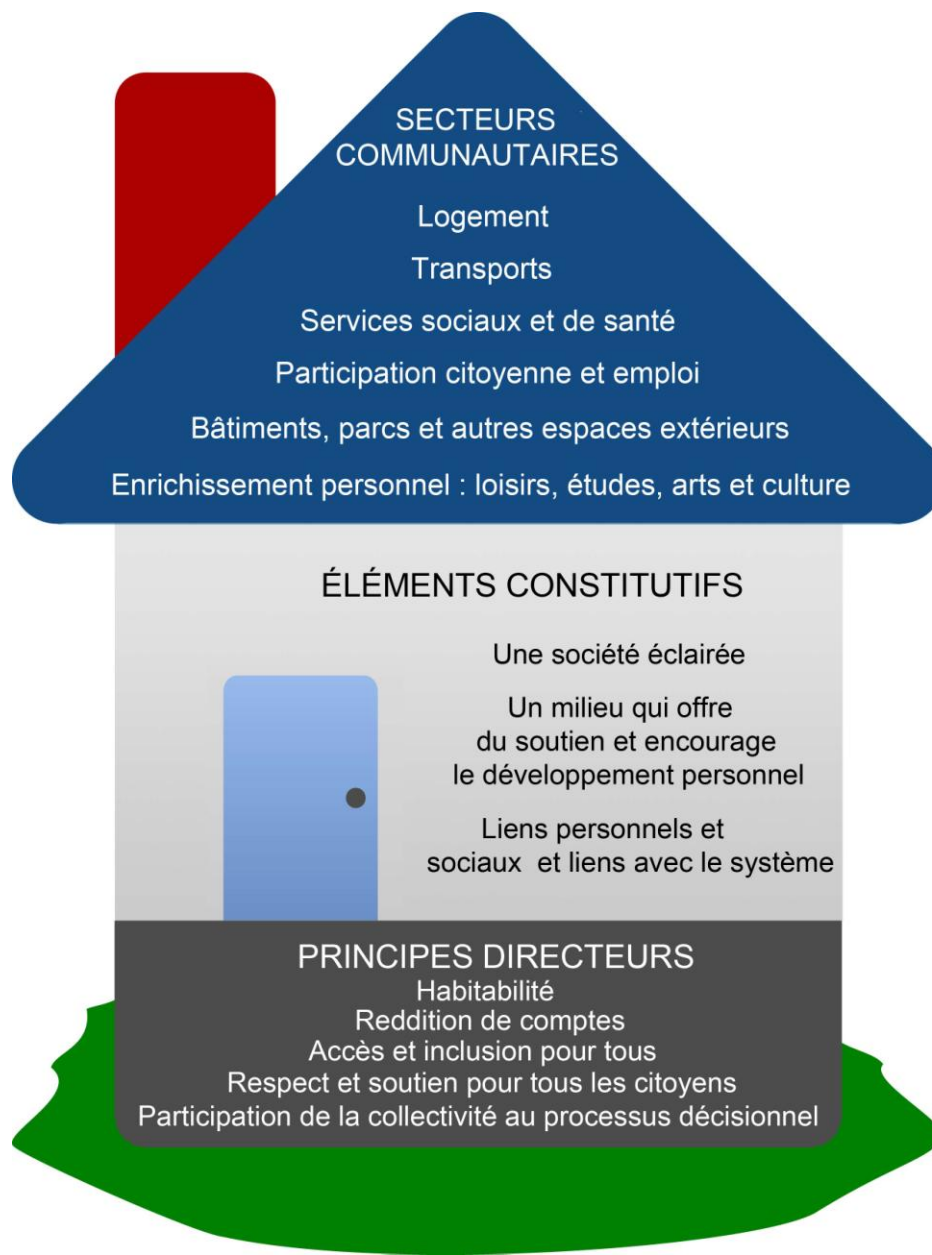 SECTEURS
COMMUNAUTAIRES
Logement
Transports
Services sociaux et de santé
Participation citoyenne et emploi
Bâtiments, parcs et autres espaces extérieurs
Enrichissement personnel : loisirs, études, arts et culture
ÉLÉMENTS CONSTITUTIFS
Une société éclairée
Un milieu qui offre
du soutien et encourage
le développement personnel
Liens personnels et
sociaux et liens avec le système
PRINCIPES DIRECTEURS
Habitabilité
Reddition de comptes
Accès et inclusion pour tous
Respect et soutien pour tous les citoyens
Participation de la collectivité au processus décisionnel